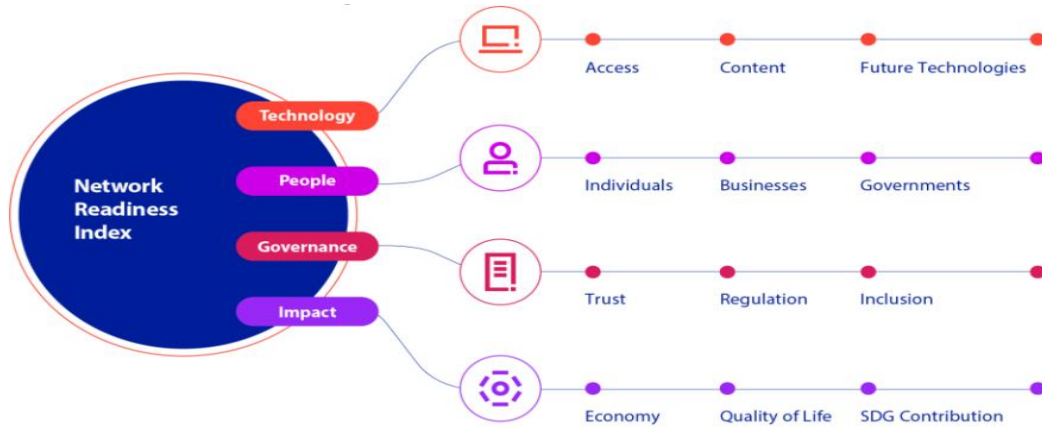 Network
Readiness
Index
Technology
Access Content Future Technologies
People
Individuals Businesses Governments
Governance
Trust Regulation Inclusion
Impact
Economy Quality of Life SDG Contribution